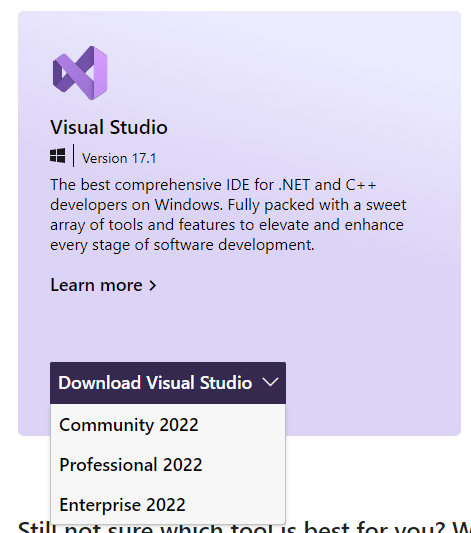 Visual Studio
Version 17.1
The best comprehensive IDE for .NET and C++
developers on Windows. Fully packed with a sweet
array of tools and features to elevate and enhance
every stage of software development.
Learn more
Download Visual Studio
Community 2022
Professional 2022
Enterprise 2022
Still not sure which tool is best for you? W